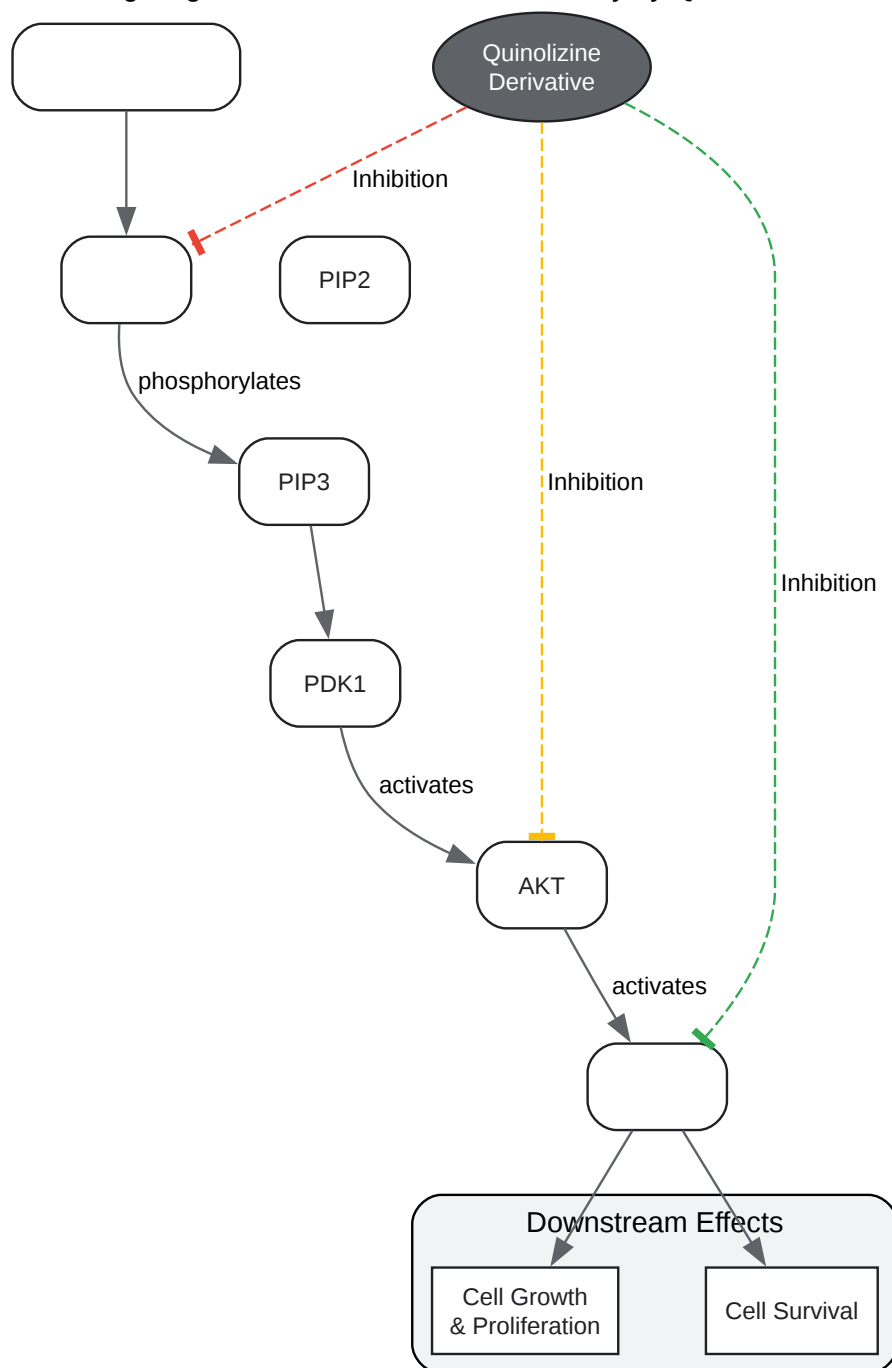 Quinolizine
Derivative
Inhibition
PIP2
phosphorylates
PIP3
Inhibition
Inhibition
PDK1
activates
AKT
activates
Downstream Effects
Cell Growth
& Proliferation
Cell Survival